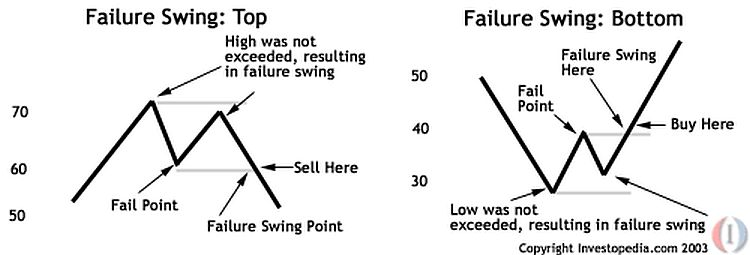 Failure Swing: Top
High was not
exceeded, resulting
in failure swing
70
60
50
Sell Here
Fail Point
Failure Swing Point
Failure Swing: Bottom
Failure Swing
Here
50
Fail
Point
40
Buy Here
30
Low was not
exceeded, resulting in failure swing
Copyright Investopedia.com 2003